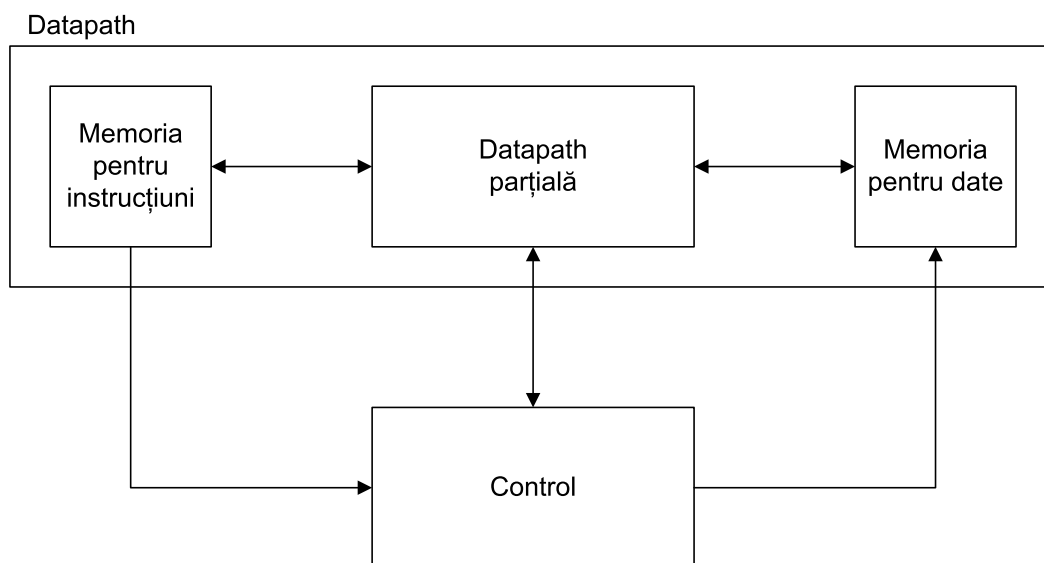 Datapath
Memoria
pentru
instrucțiuni
Datapath
parțială
Memoria
pentru date
Control